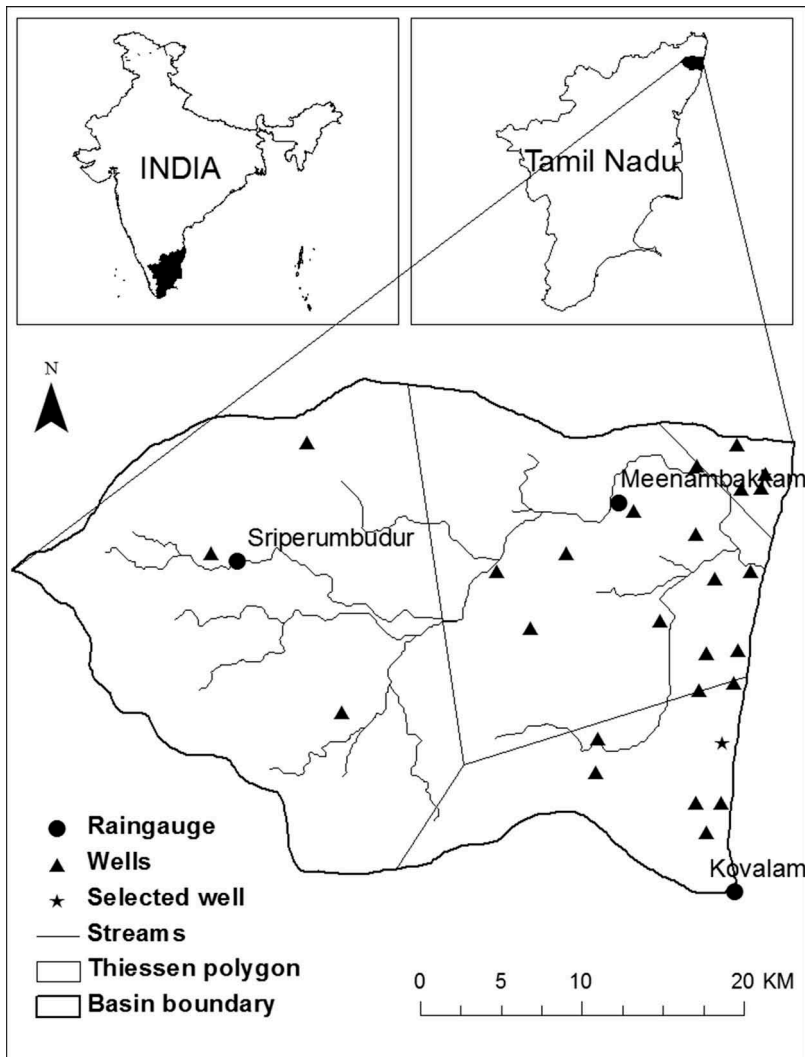 INDIA
Tamil Nadu
N
Meenambakkam
Sriperumbudur
Raingauge
Wells
Selected well
Kovalam
Streams
Thiessen polygon
Basin boundary
0 5 10 20 KM